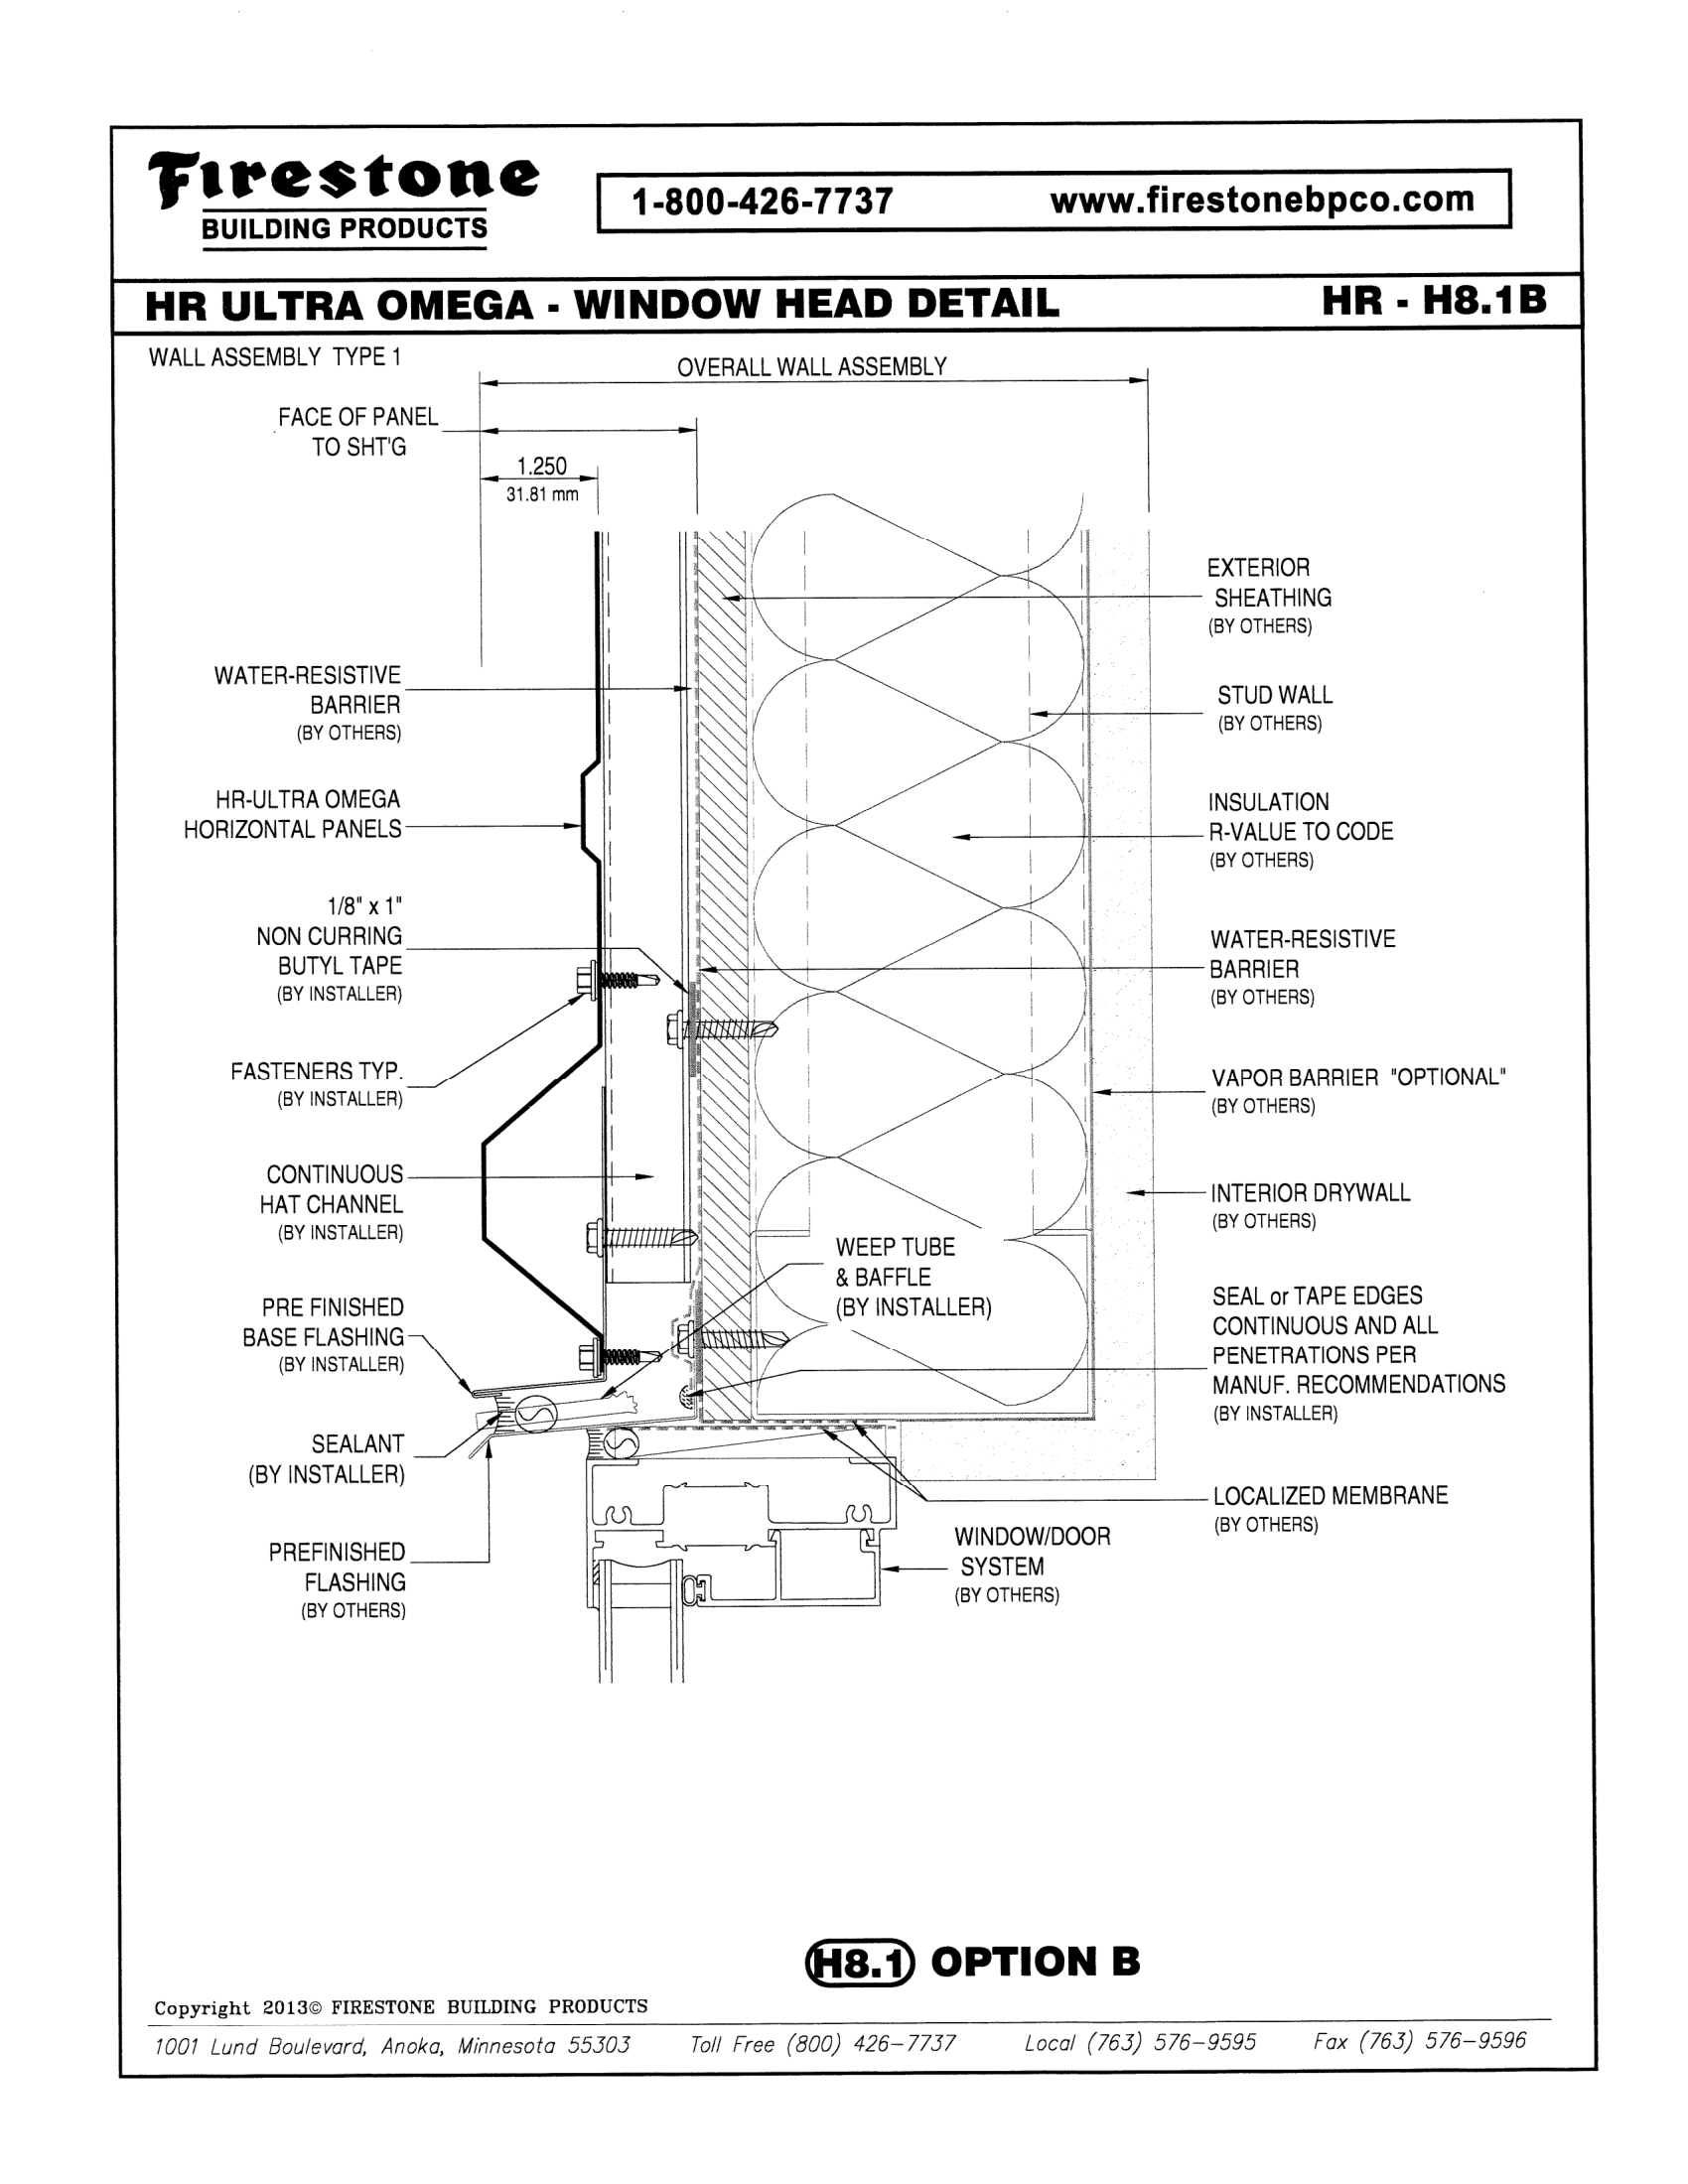 Firestone
BUILDING PRODUCTS
1-800-426-7737 www.firestonebpco.com
HR ULTRA OMEGA - WINDOW HEAD DETAIL HR - H8.1B
WALL ASSEMBLY TYPE 1
OVERALL WALL ASSEMBLY
FACE OF PANEL
TO SHT'G
1.250
31.81 mm
WATER-RESISTIVE
BARRIER
(BY OTHERS)
HR-ULTRA OMEGA
HORIZONTAL PANELS
1/8" x 1"
NON CURRING
BUTYL TAPE
(BY INSTALLER)
FASTENERS TYP.
(BY INSTALLER)
CONTINUOUS
HAT CHANNEL
(BY INSTALLER)
PRE FINISHED
BASE FLASHING
(BY INSTALLER)
SEALANT
(BY INSTALLER)
PREFINISHED
FLASHING
(BY OTHERS)
WEEP TUBE
& BAFFLE
(BY INSTALLER)
WINDOW/DOOR
SYSTEM
(BY OTHERS)
EXTERIOR
SHEATHING
(BY OTHERS)
STUD WALL
(BY OTHERS)
INSULATION
R-VALUE TO CODE
(BY OTHERS)
WATER-RESISTIVE
BARRIER
(BY OTHERS)
VAPOR BARRIER "OPTIONAL"
(BY OTHERS)
INTERIOR DRYWALL
(BY OTHERS)
SEAL or TAPE EDGES
CONTINUOUS AND ALL
PENETRATIONS PER
MANUF. RECOMMENDATIONS
(BY INSTALLER)
LOCALIZED MEMBRANE
(BY OTHERS)
H8.1 OPTION B
Copyright 2013© FIRESTONE BUILDING PRODUCTS
1001 Lund Boulevard, Anoka, Minnesota 55303 Toll Free (800) 426-7737 Local (763) 576-9595 Fax (763) 576-9596